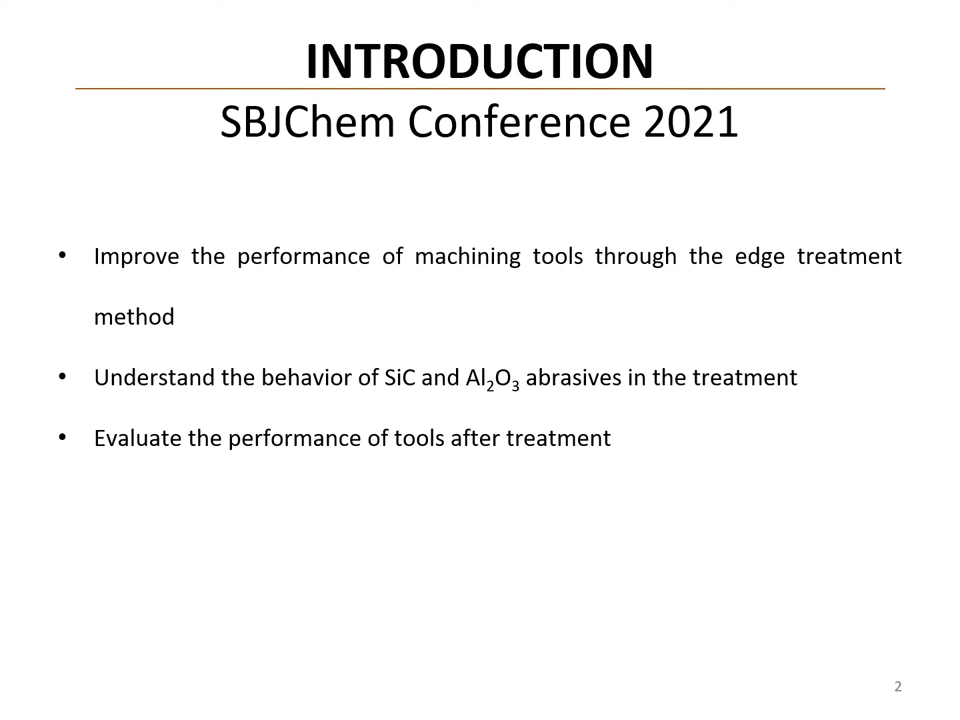 INTRODUCTION
SBJChem Conference 2021
• Improve the performance of machining tools through the edge treatment
method
• Understand the behavior of SiC and Al₂O₃ abrasives in the treatment
• Evaluate the performance of tools after treatment
2